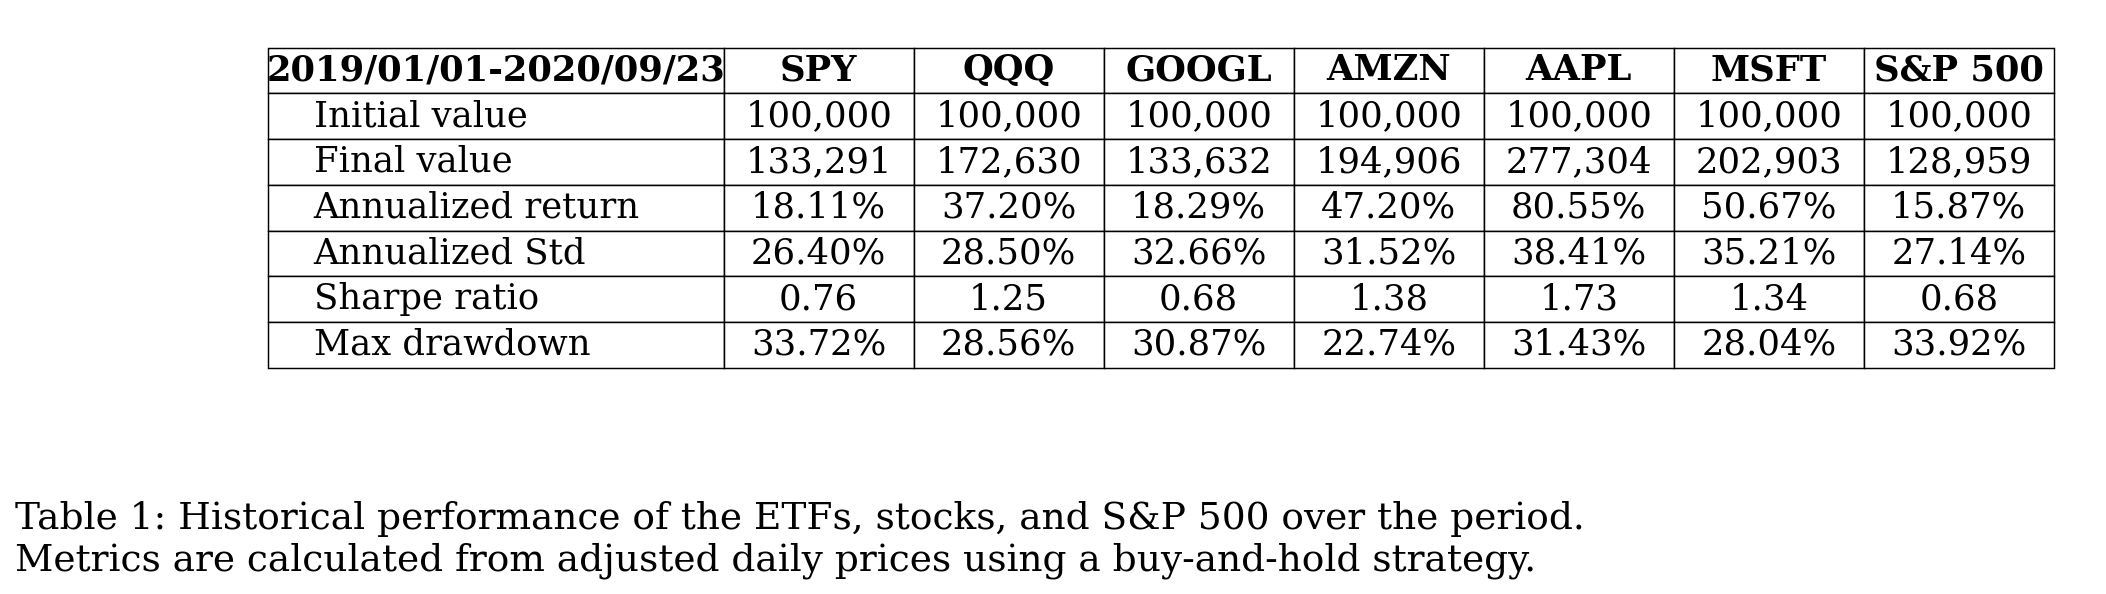 2019/01/01-2020/09/23 SPY QQQ GOOGL AMZN AAPL MSFT S&P 500
Initial value 100,000 100,000 100,000 100,000 100,000 100,000 100,000
Final value 133,291 172,630 133,632 194,906 277,304 202,903 128,959
Annualized return 18.11% 37.20% 18.29% 47.20% 80.55% 50.67% 15.87%
Annualized Std 26.40% 28.50% 32.66% 31.52% 38.41% 35.21% 27.14%
Sharpe ratio 0.76 1.25 0.68 1.38 1.73 1.34 0.68
Max drawdown 33.72% 28.56% 30.87% 22.74% 31.43% 28.04% 33.92%
Table 1: Historical performance of the ETFs, stocks, and S&P 500 over the period.
Metrics are calculated from adjusted daily prices using a buy-and-hold strategy.